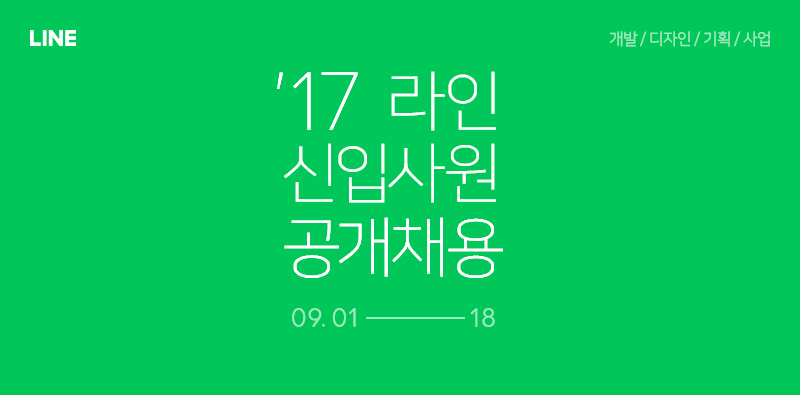 LINE
개발 / 디자인 / 기획 / 사업
'17 라인
신입사원
공개채용
09. 01 ——— 18